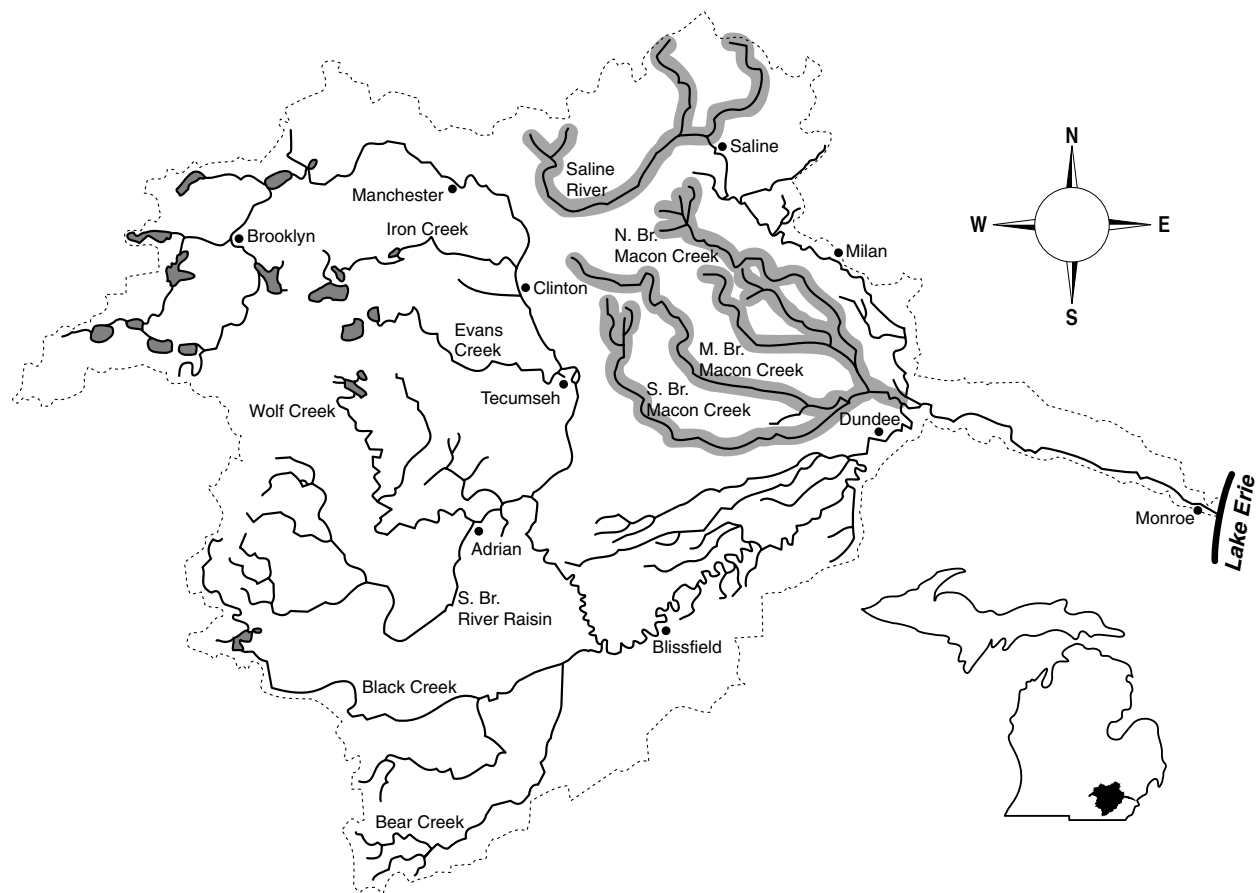 Saline
Saline
River
Manchester
Iron Creek
Brooklyn
N. Br.
Macon Creek
Milan
N
W
E
S
Clinton
Evans
Creek
M. Br.
Macon Creek
Tecumseh
S. Br.
Macon Creek
Wolf Creek
Dundee
Monroe
Lake Erie
Adrian
S. Br.
River Raisin
Blissfield
Black Creek
Bear Creek